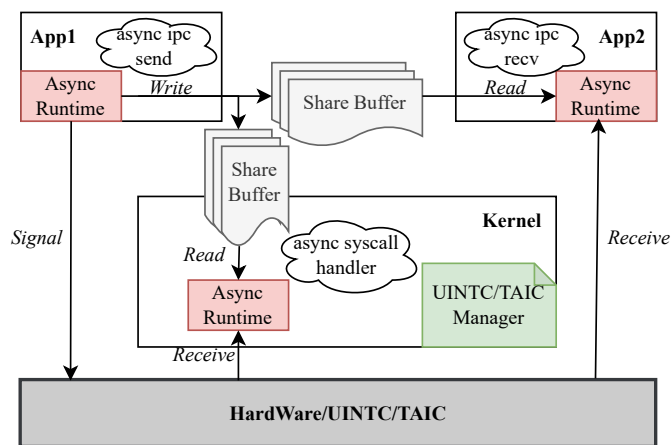 App1
async ipc
send
async ipc
recv
App2
Async
Runtime
Write
Share Buffer
Read
Async
Runtime
Share
Buffer
Signal
Kernel
Receive
async syscall
handler
Read
Async
Runtime
UINTC/TAIC
Manager
Receive
HardWare/UINTC/TAIC